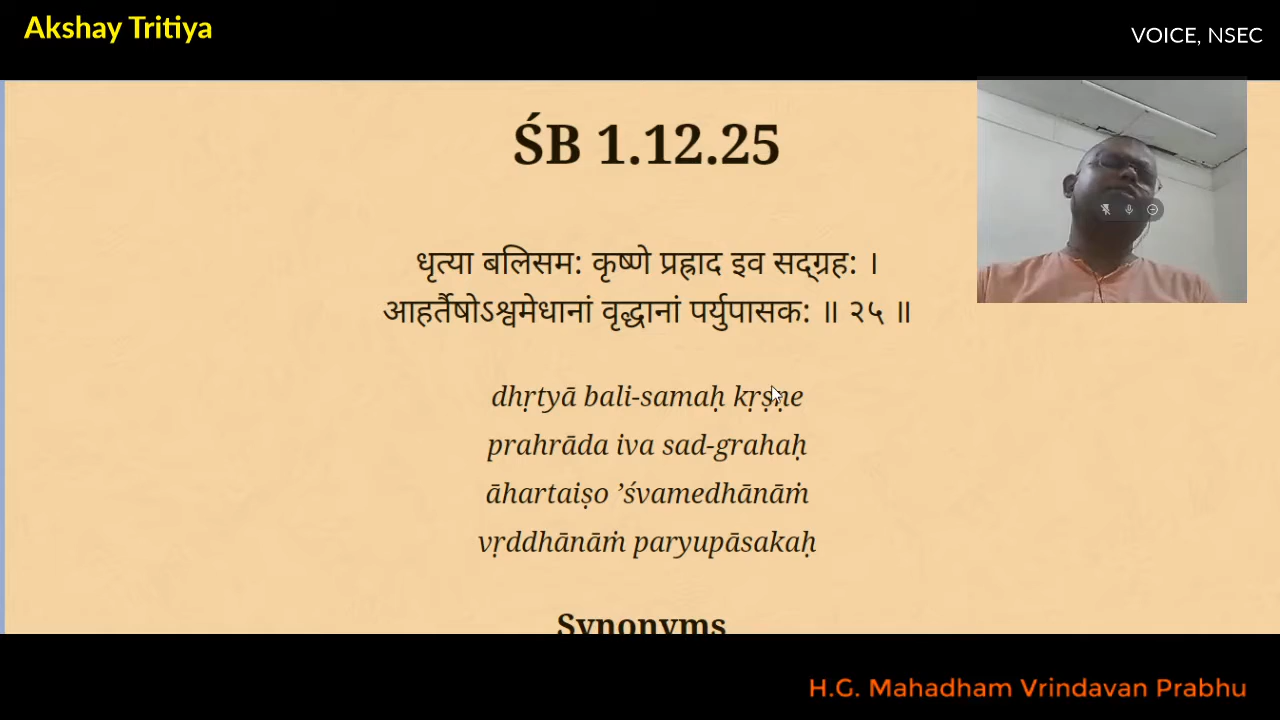 Akshay Tritiya
VOICE, NSEC
ŚB 1.12.25
धृत्या बलिसम: कृष्णे प्रह्राद इव सद्ग्रह: ।
आहर्तैषोऽश्वमेधानां वृद्धानां पर्युपासक: ॥ २५ ॥
dhṛtyā bali-samaḥ kṛṣṇe
prahrāda iva sad-grahaḥ
āhartaiṣo ’śvamedhānāṁ
vṛddhānāṁ paryupāsakaḥ
Synonyms
H.G. Mahadham Vrindavan Prabhu